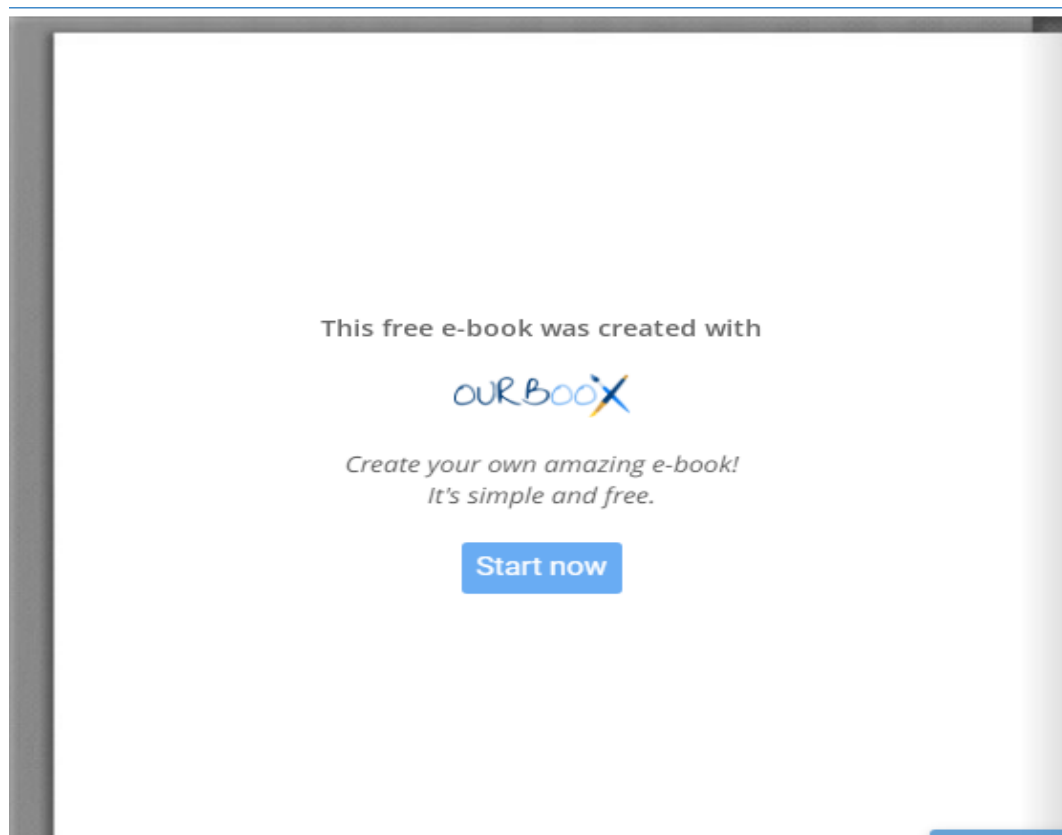 This free e-book was created with
OURBOOX
Create your own amazing e-book!
It's simple and free.
Start now